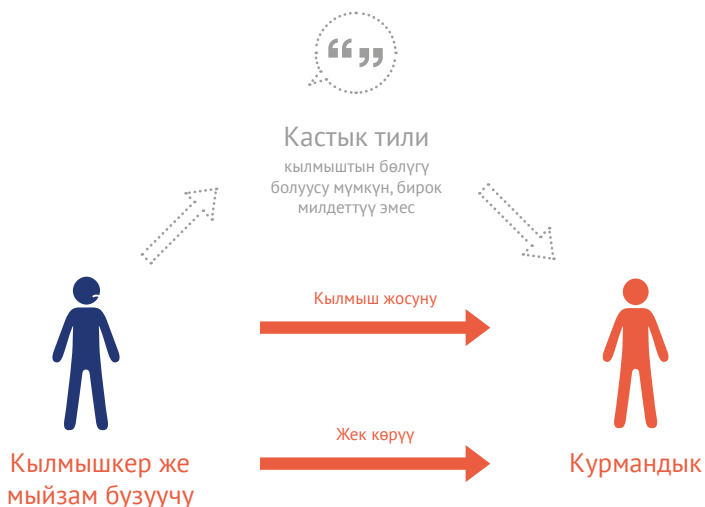 “ ”
Кастык тили
кылмыштын бөлүгү
болуусу мүмкүн, бирок
милдеттүү эмес
Кылмыш жосуну
Жек көрүү
Кылмышкер же
мыйзам бузуучу
Курмандык